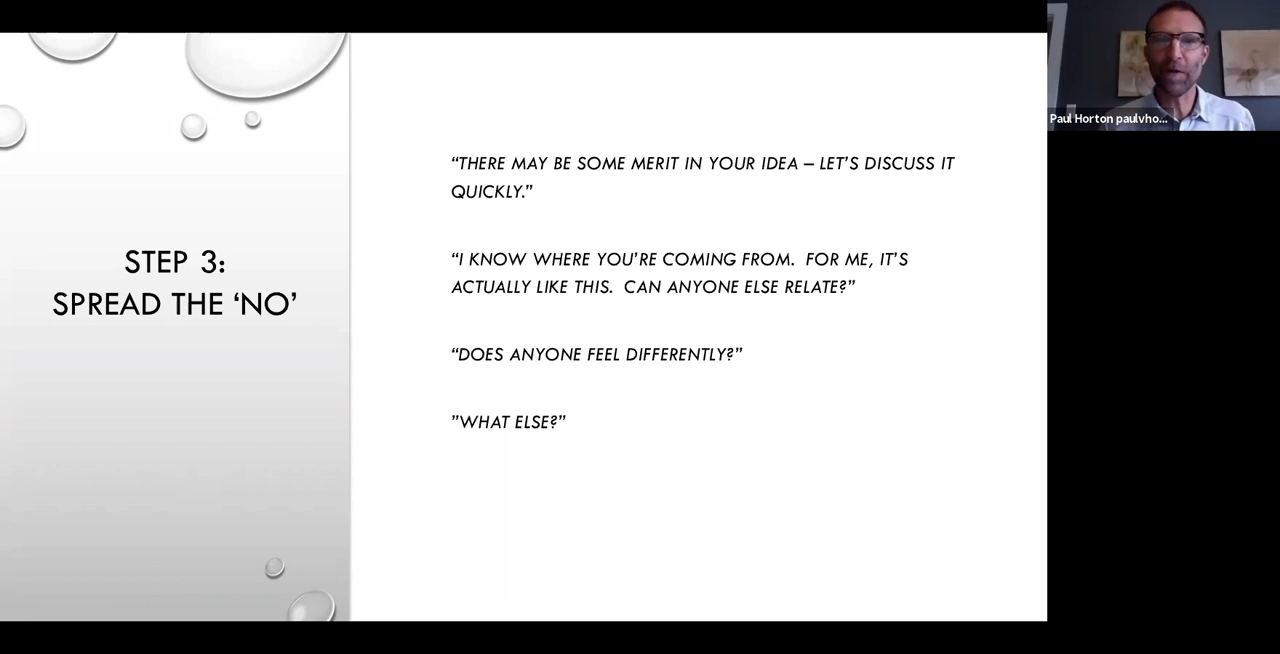 STEP 3:
SPREAD THE ‘NO’
“THERE MAY BE SOME MERIT IN YOUR IDEA – LET’S DISCUSS IT
QUICKLY.”
“I KNOW WHERE YOU’RE COMING FROM.  FOR ME, IT’S
ACTUALLY LIKE THIS.  CAN ANYONE ELSE RELATE?”
“DOES ANYONE FEEL DIFFERENTLY?”
”WHAT ELSE?”
Paul Horton paulvho...